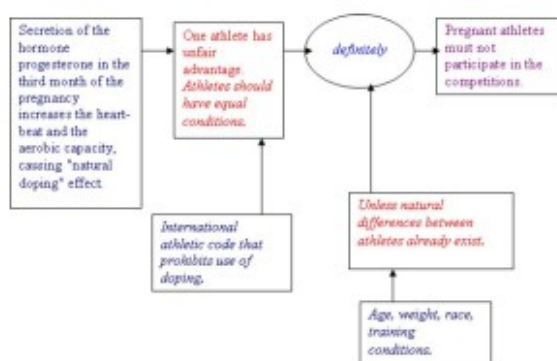 Secretion of the
hormone
progesterone in the
third month of the
pregnancy
increases the heart-
beat and the
aerobic capacity,
causing "natural
doping" effect
One athlete has
unfair
advantage.
Athletes should
have equal
conditions.
definitely
Pregnant athletes
must not
participate in the
competitions.
International
athletic code that
prohibits use of
doping.
Unless natural
differences between
athletes already exist.
Age, weight, race,
training
conditions.